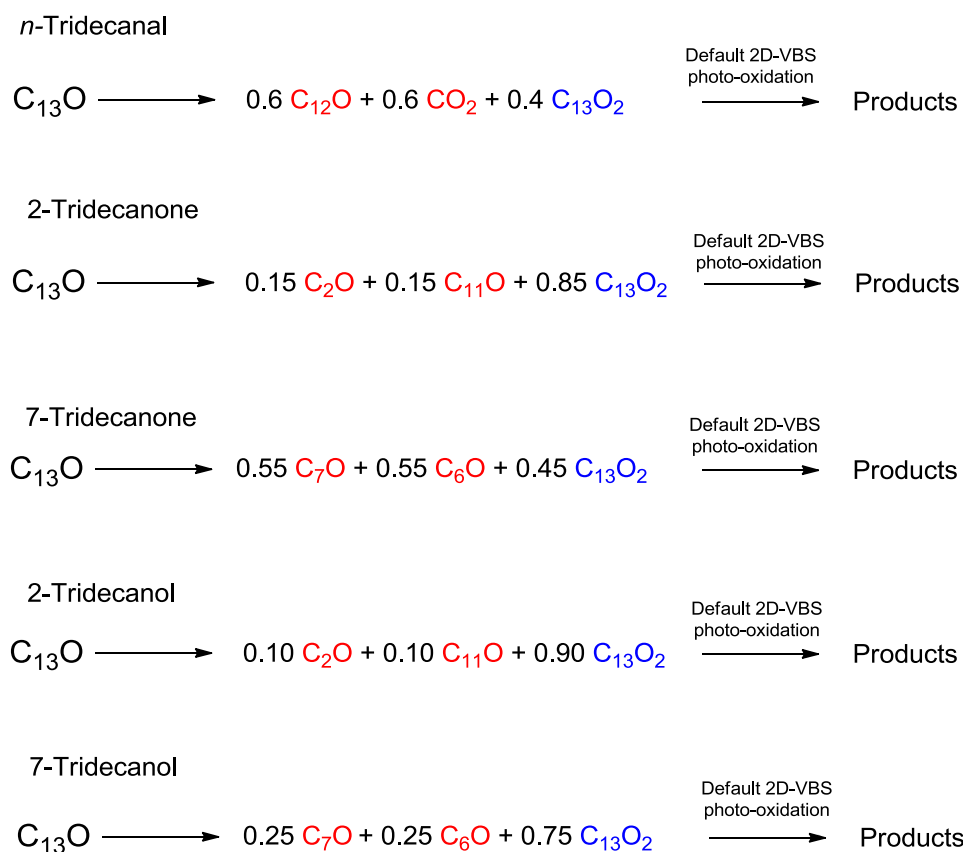 n-Tridecanal
C₁₃O 0.6 C₁₂O + 0.6 CO₂ + 0.4 C₁₃O₂ Default 2D-VBS
photo-oxidation Products
2-Tridecanone
C₁₃O 0.15 C₂O + 0.15 C₁₁O + 0.85 C₁₃O₂ Default 2D-VBS
photo-oxidation Products
7-Tridecanone
C₁₃O 0.55 C₇O + 0.55 C₆O + 0.45 C₁₃O₂ Default 2D-VBS
photo-oxidation Products
2-Tridecanol
C₁₃O 0.10 C₂O + 0.10 C₁₁O + 0.90 C₁₃O₂ Default 2D-VBS
photo-oxidation Products
7-Tridecanol
C₁₃O 0.25 C₇O + 0.25 C₆O + 0.75 C₁₃O₂ Default 2D-VBS
photo-oxidation Products